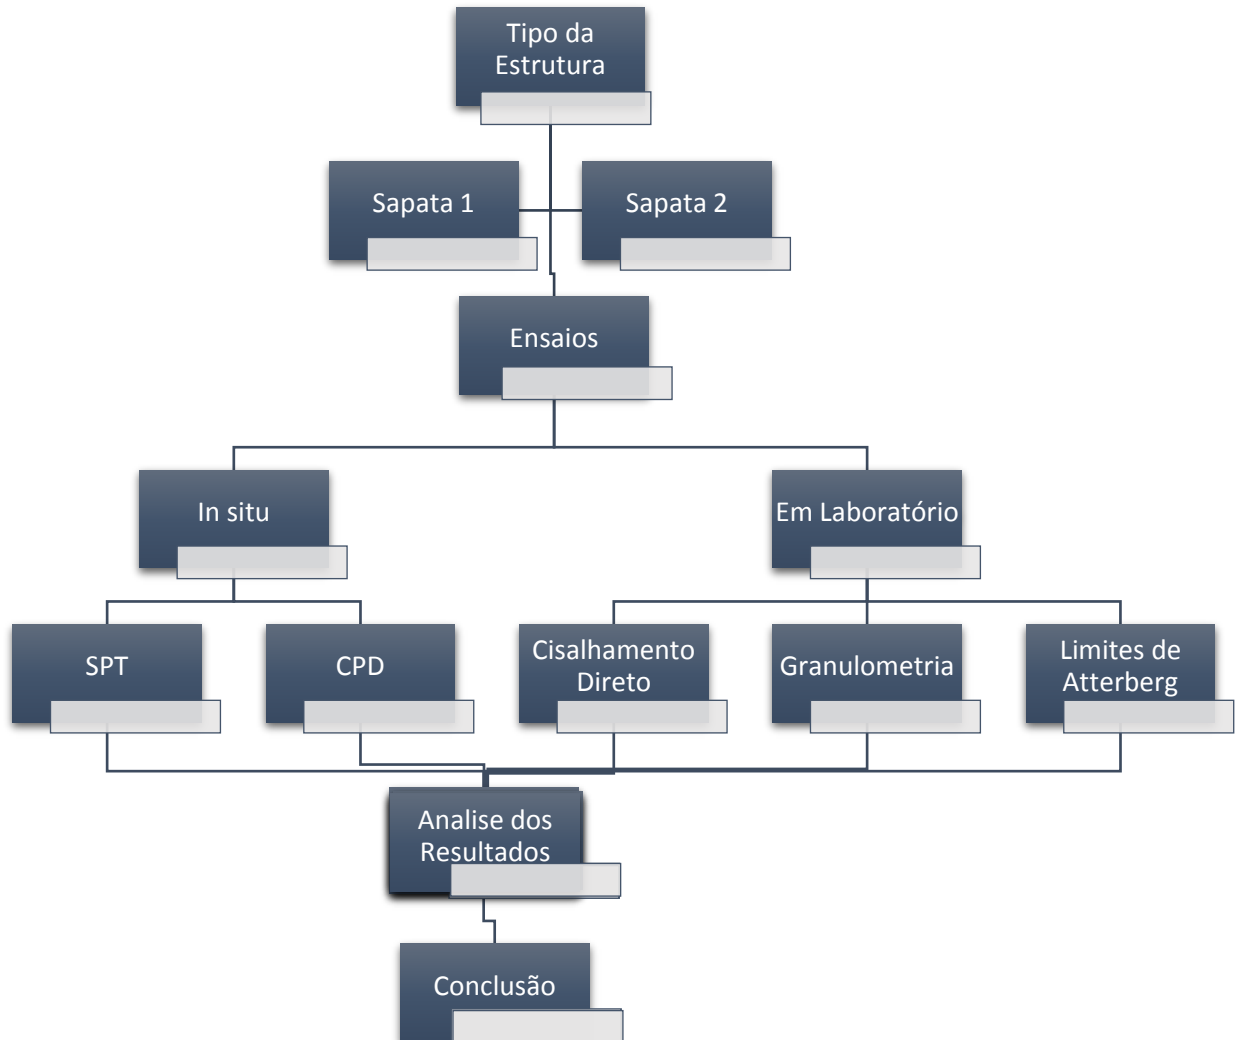 Tipo da
Estrutura
Sapata 1
Sapata 2
Ensaios
In situ
Em Laboratório
SPT
CPD
Cisalhamento
Direto
Granulometria
Limites de
Atterberg
Analise dos
Resultados
Conclusão